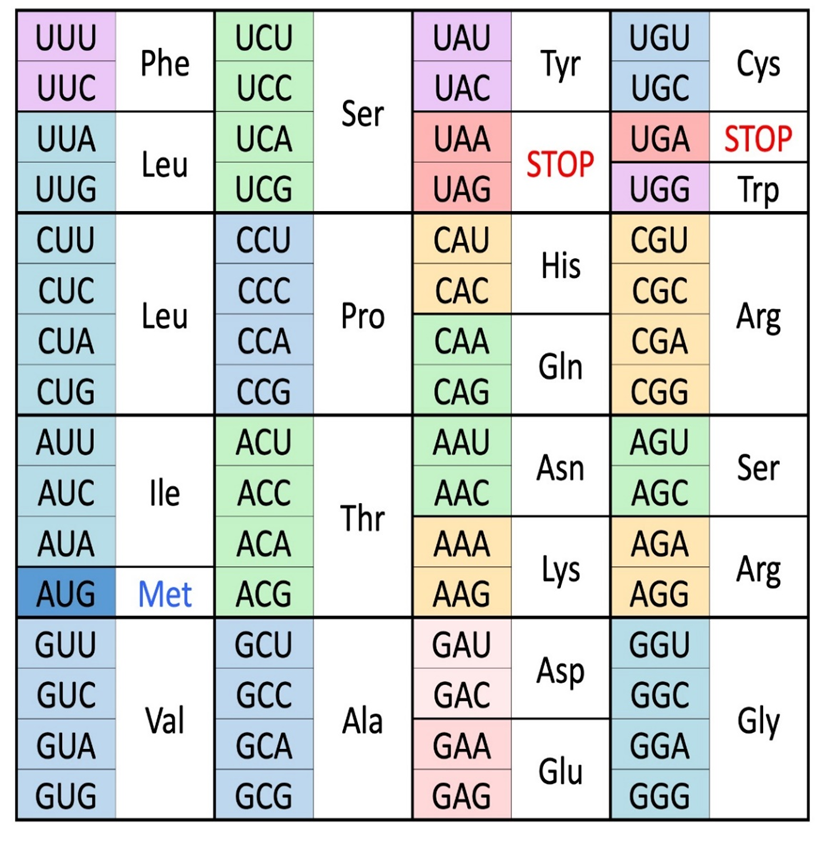 UUU UCU UAU UGU
Phe Tyr Cys
UUC UCC UAC UGC
Ser
UUA UCA UAA UGA STOP
Leu STOP
UUG UCG UAG UGG Trp
CUU CCU CAU CGU
His
CUC CCC CAC CGC
Leu Pro Arg
CUA CCA CAA CGA
Gln
CUG CCG CAG CGG
AUU ACU AAU AGU
Asn Ser
AUC ACC AAC AGC
Ile Thr
AUA ACA AAA AGA
Lys Arg
AUG Met ACG AAG AGG
GUU GCU GAU GGU
Asp
GUC GCC GAC GGC
Val Ala Gly
GUA GCA GAA GGA
Glu
GUG GCG GAG GGG